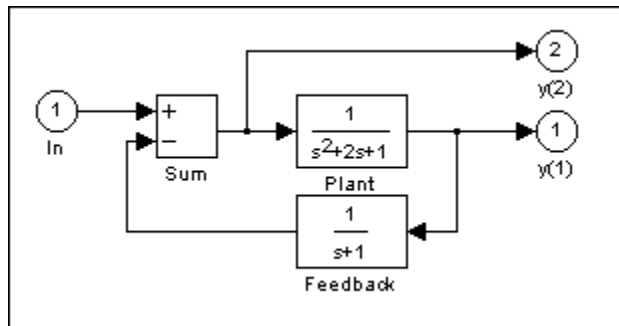 2
y(2)
1
In
+
−
Sum
1
s²+2s+1
Plant
1
y(1)
1
s+1
Feedback